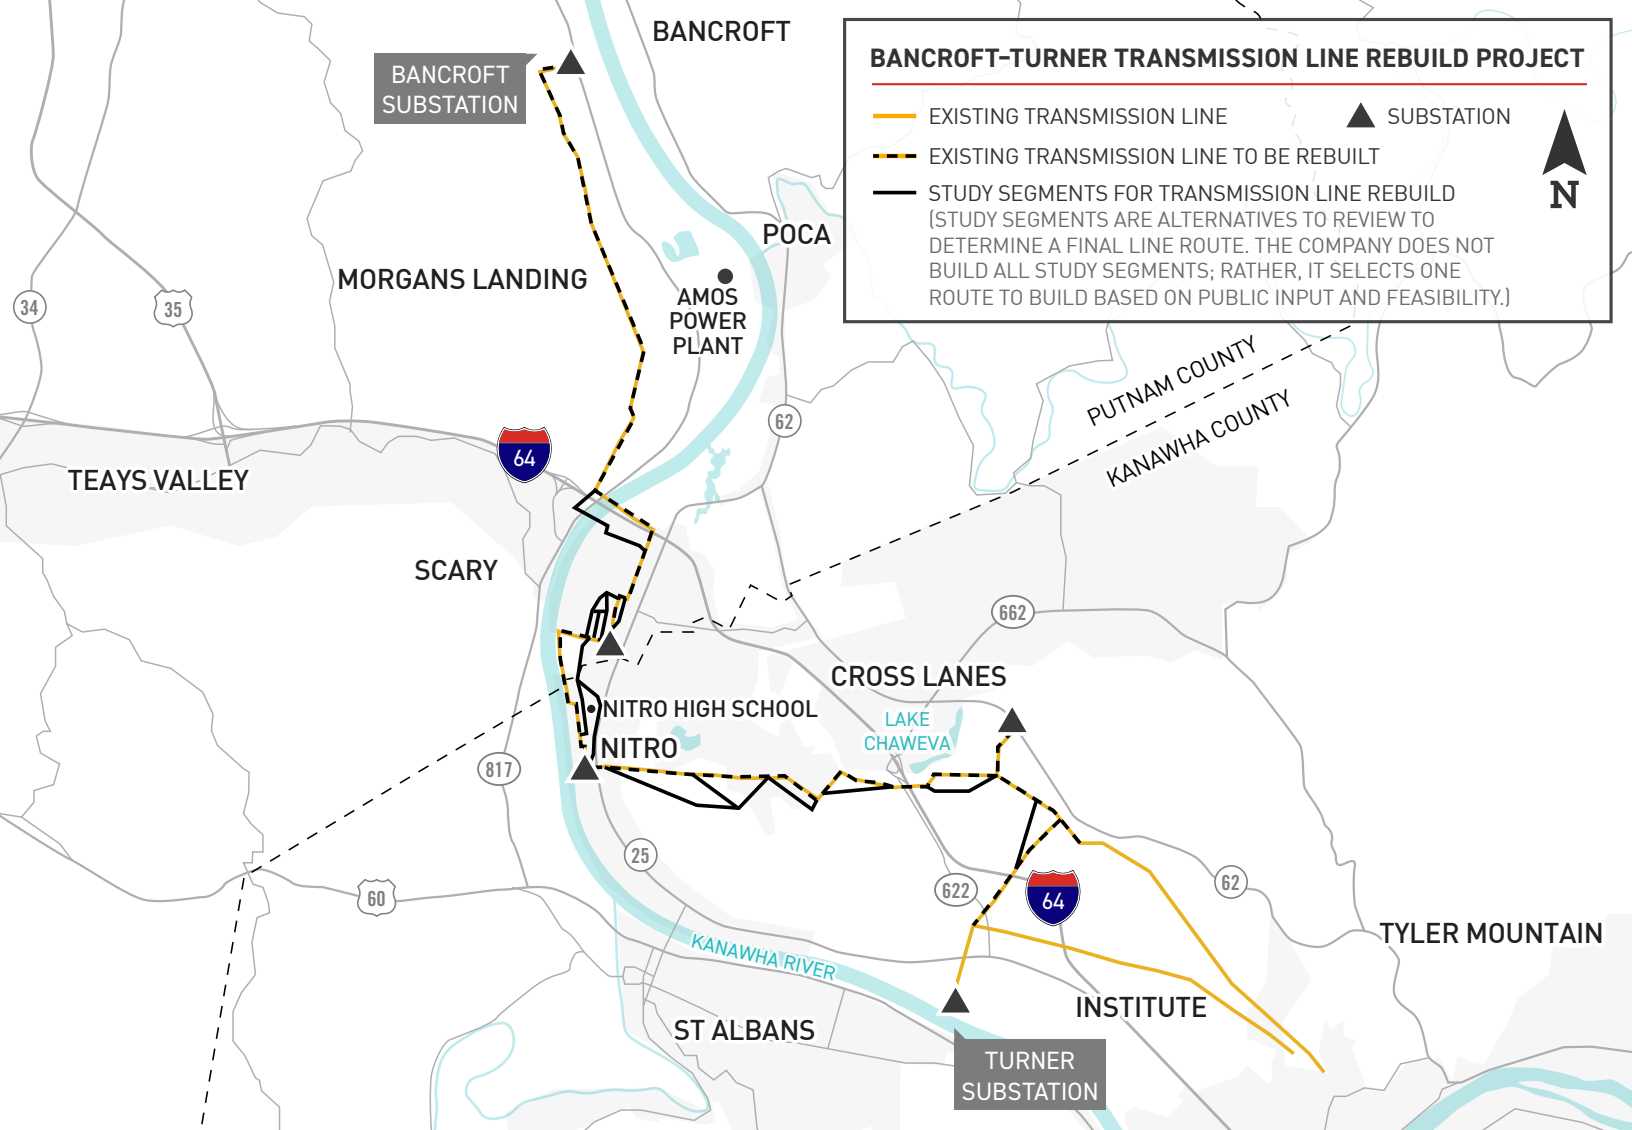 BANCROFT
BANCROFT
SUBSTATION
BANCROFT–TURNER TRANSMISSION LINE REBUILD PROJECT
EXISTING TRANSMISSION LINE
SUBSTATION
EXISTING TRANSMISSION LINE TO BE REBUILT
STUDY SEGMENTS FOR TRANSMISSION LINE REBUILD
(STUDY SEGMENTS ARE ALTERNATIVES TO REVIEW TO
DETERMINE A FINAL LINE ROUTE. THE COMPANY DOES NOT
BUILD ALL STUDY SEGMENTS; RATHER, IT SELECTS ONE
ROUTE TO BUILD BASED ON PUBLIC INPUT AND FEASIBILITY.)
N
POCA
MORGANS LANDING
AMOS
POWER
PLANT
34
35
62
PUTNAM COUNTY
KANAWHA COUNTY
64
TEAYS VALLEY
SCARY
662
CROSS LANES
NITRO HIGH SCHOOL
LAKE
CHAWEVA
NITRO
817
25
60
622
64
62
TYLER MOUNTAIN
KANAWHA RIVER
INSTITUTE
ST ALBANS
TURNER
SUBSTATION